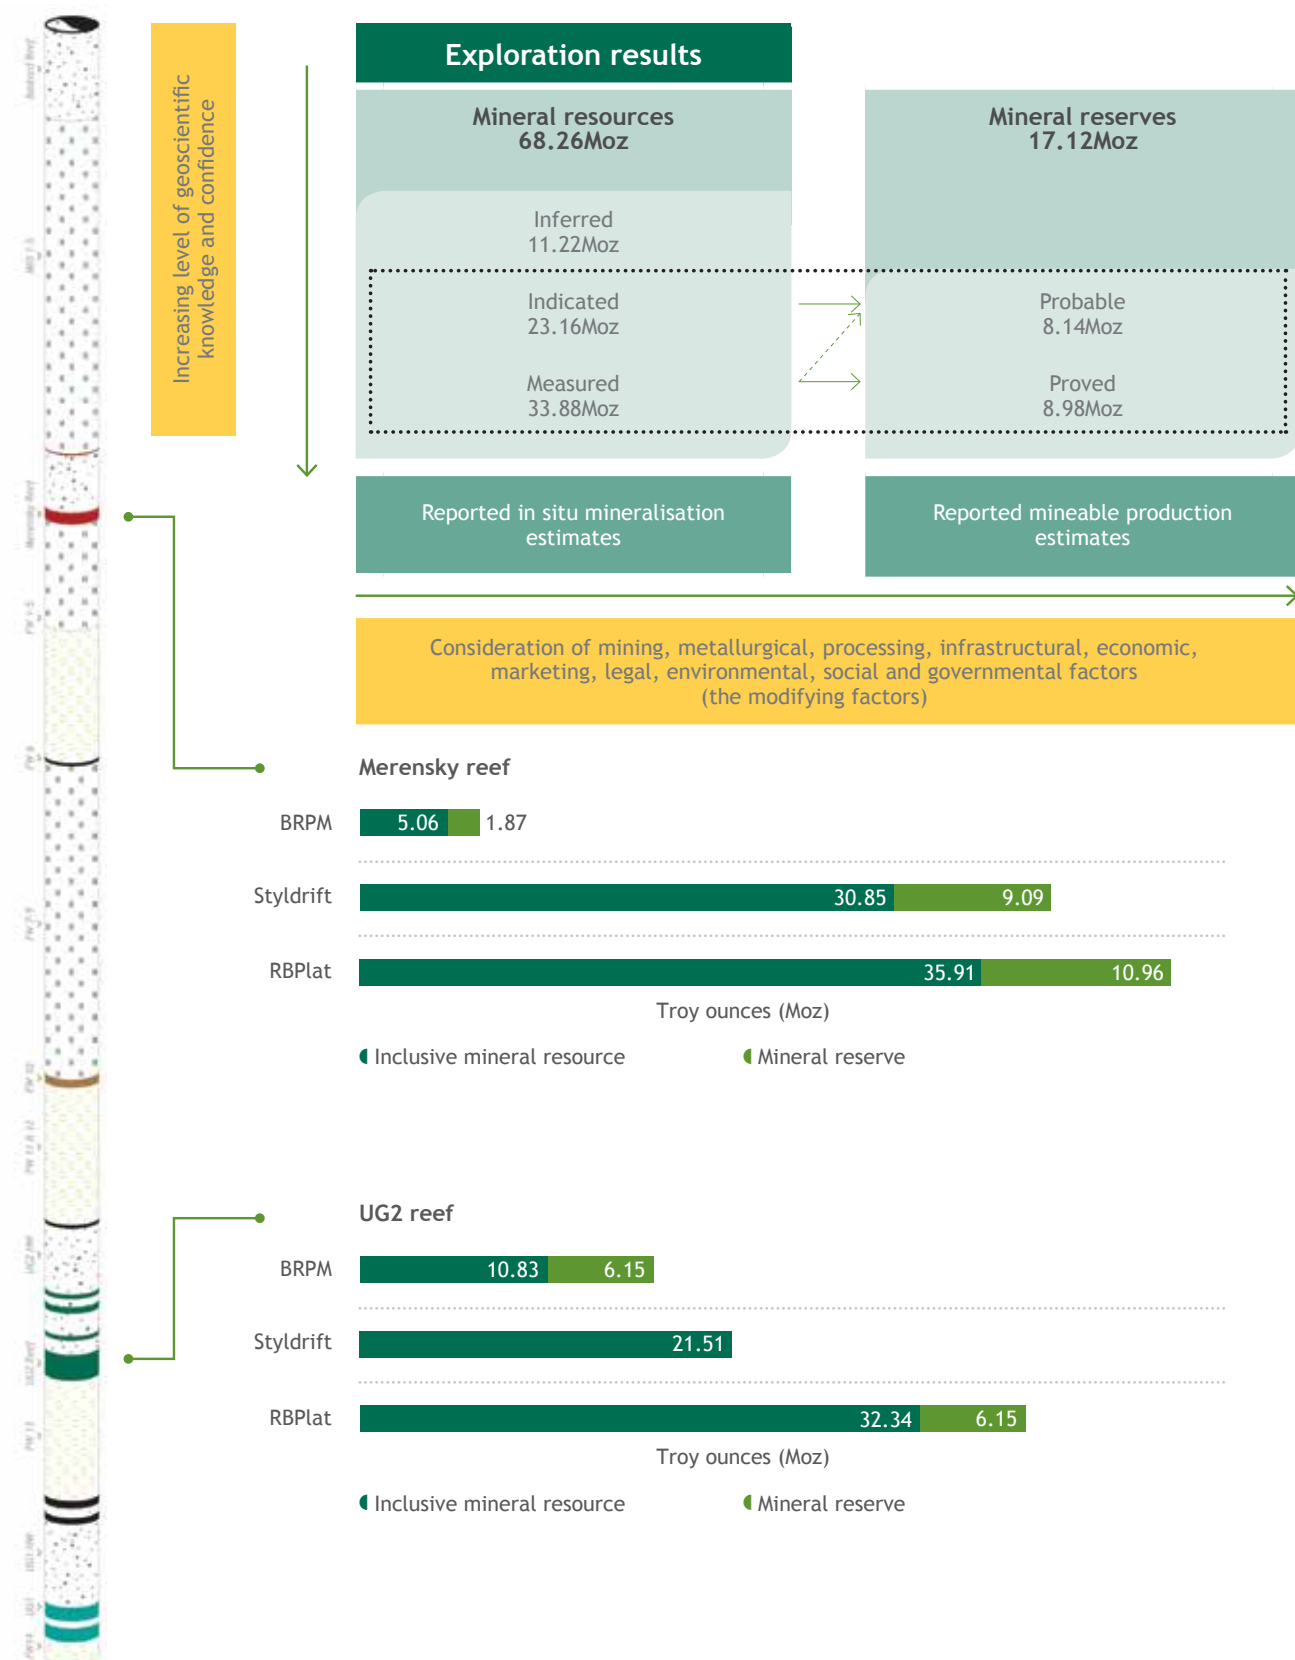 Exploration results
Increasing level of geoscientific
knowledge and confidence
Mineral resources
68.26Moz
Mineral reserves
17.12Moz
Inferred
11.22Moz
Indicated
23.16Moz
Probable
8.14Moz
Measured
33.88Moz
Proved
8.98Moz
Reported in situ mineralisation
estimates
Reported mineable production
estimates
Consideration of mining, metallurgical, processing, infrastructural, economic,
marketing, legal, environmental, social and governmental factors
(the modifying factors)
Merensky reef
BRPM 5.06 1.87
Styldrift 30.85 9.09
RBPlat 35.91 10.96
Troy ounces (Moz)
Inclusive mineral resource Mineral reserve
UG2 reef
BRPM 10.83 6.15
Styldrift 21.51
RBPlat 32.34 6.15
Troy ounces (Moz)
Inclusive mineral resource Mineral reserve
Merensky Reef
UG2 Reef
UG1